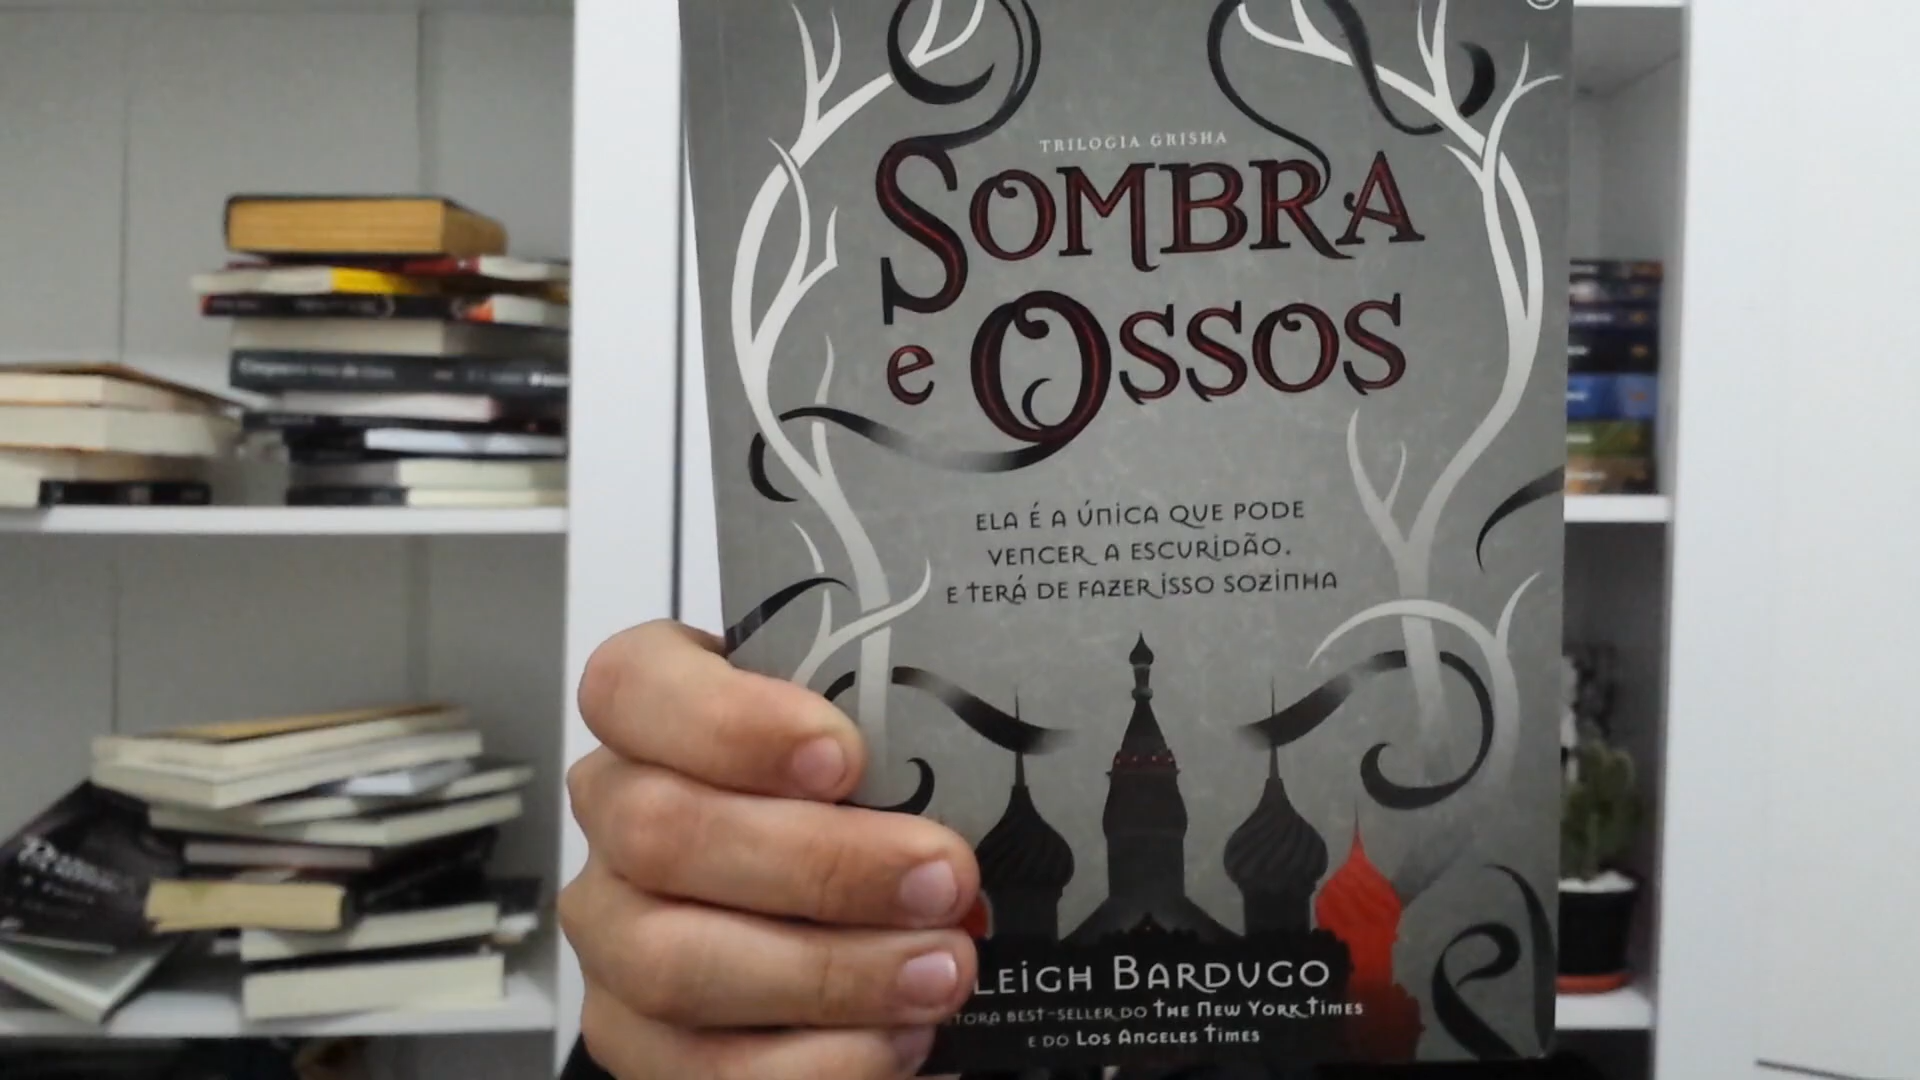 TRILOGIA GRISHA
SOMBRA
e OSSOS
ELA É A ÚNICA QUE PODE
VENCER A ESCURIDÃO.
E TERÁ DE FAZER ISSO SOZINHA
LEIGH BARDUGO
BEST-SELLER DO THE NEW YORK TIMES
E DO LOS ANGELES TIMES